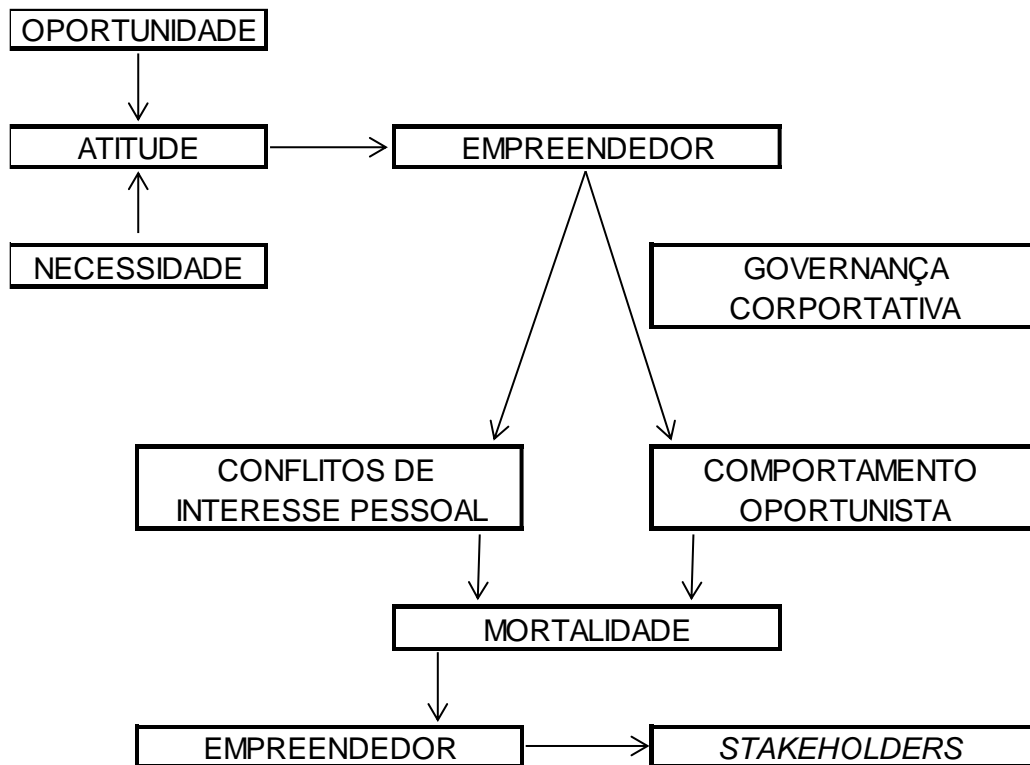 OPORTUNIDADE
ATITUDE
EMPREENDEDOR
NECESSIDADE
GOVERNANÇA
CORPORTATIVA
CONFLITOS DE
INTERESSE PESSOAL
COMPORTAMENTO
OPORTUNISTA
MORTALIDADE
EMPREENDEDOR
STAKEHOLDERS